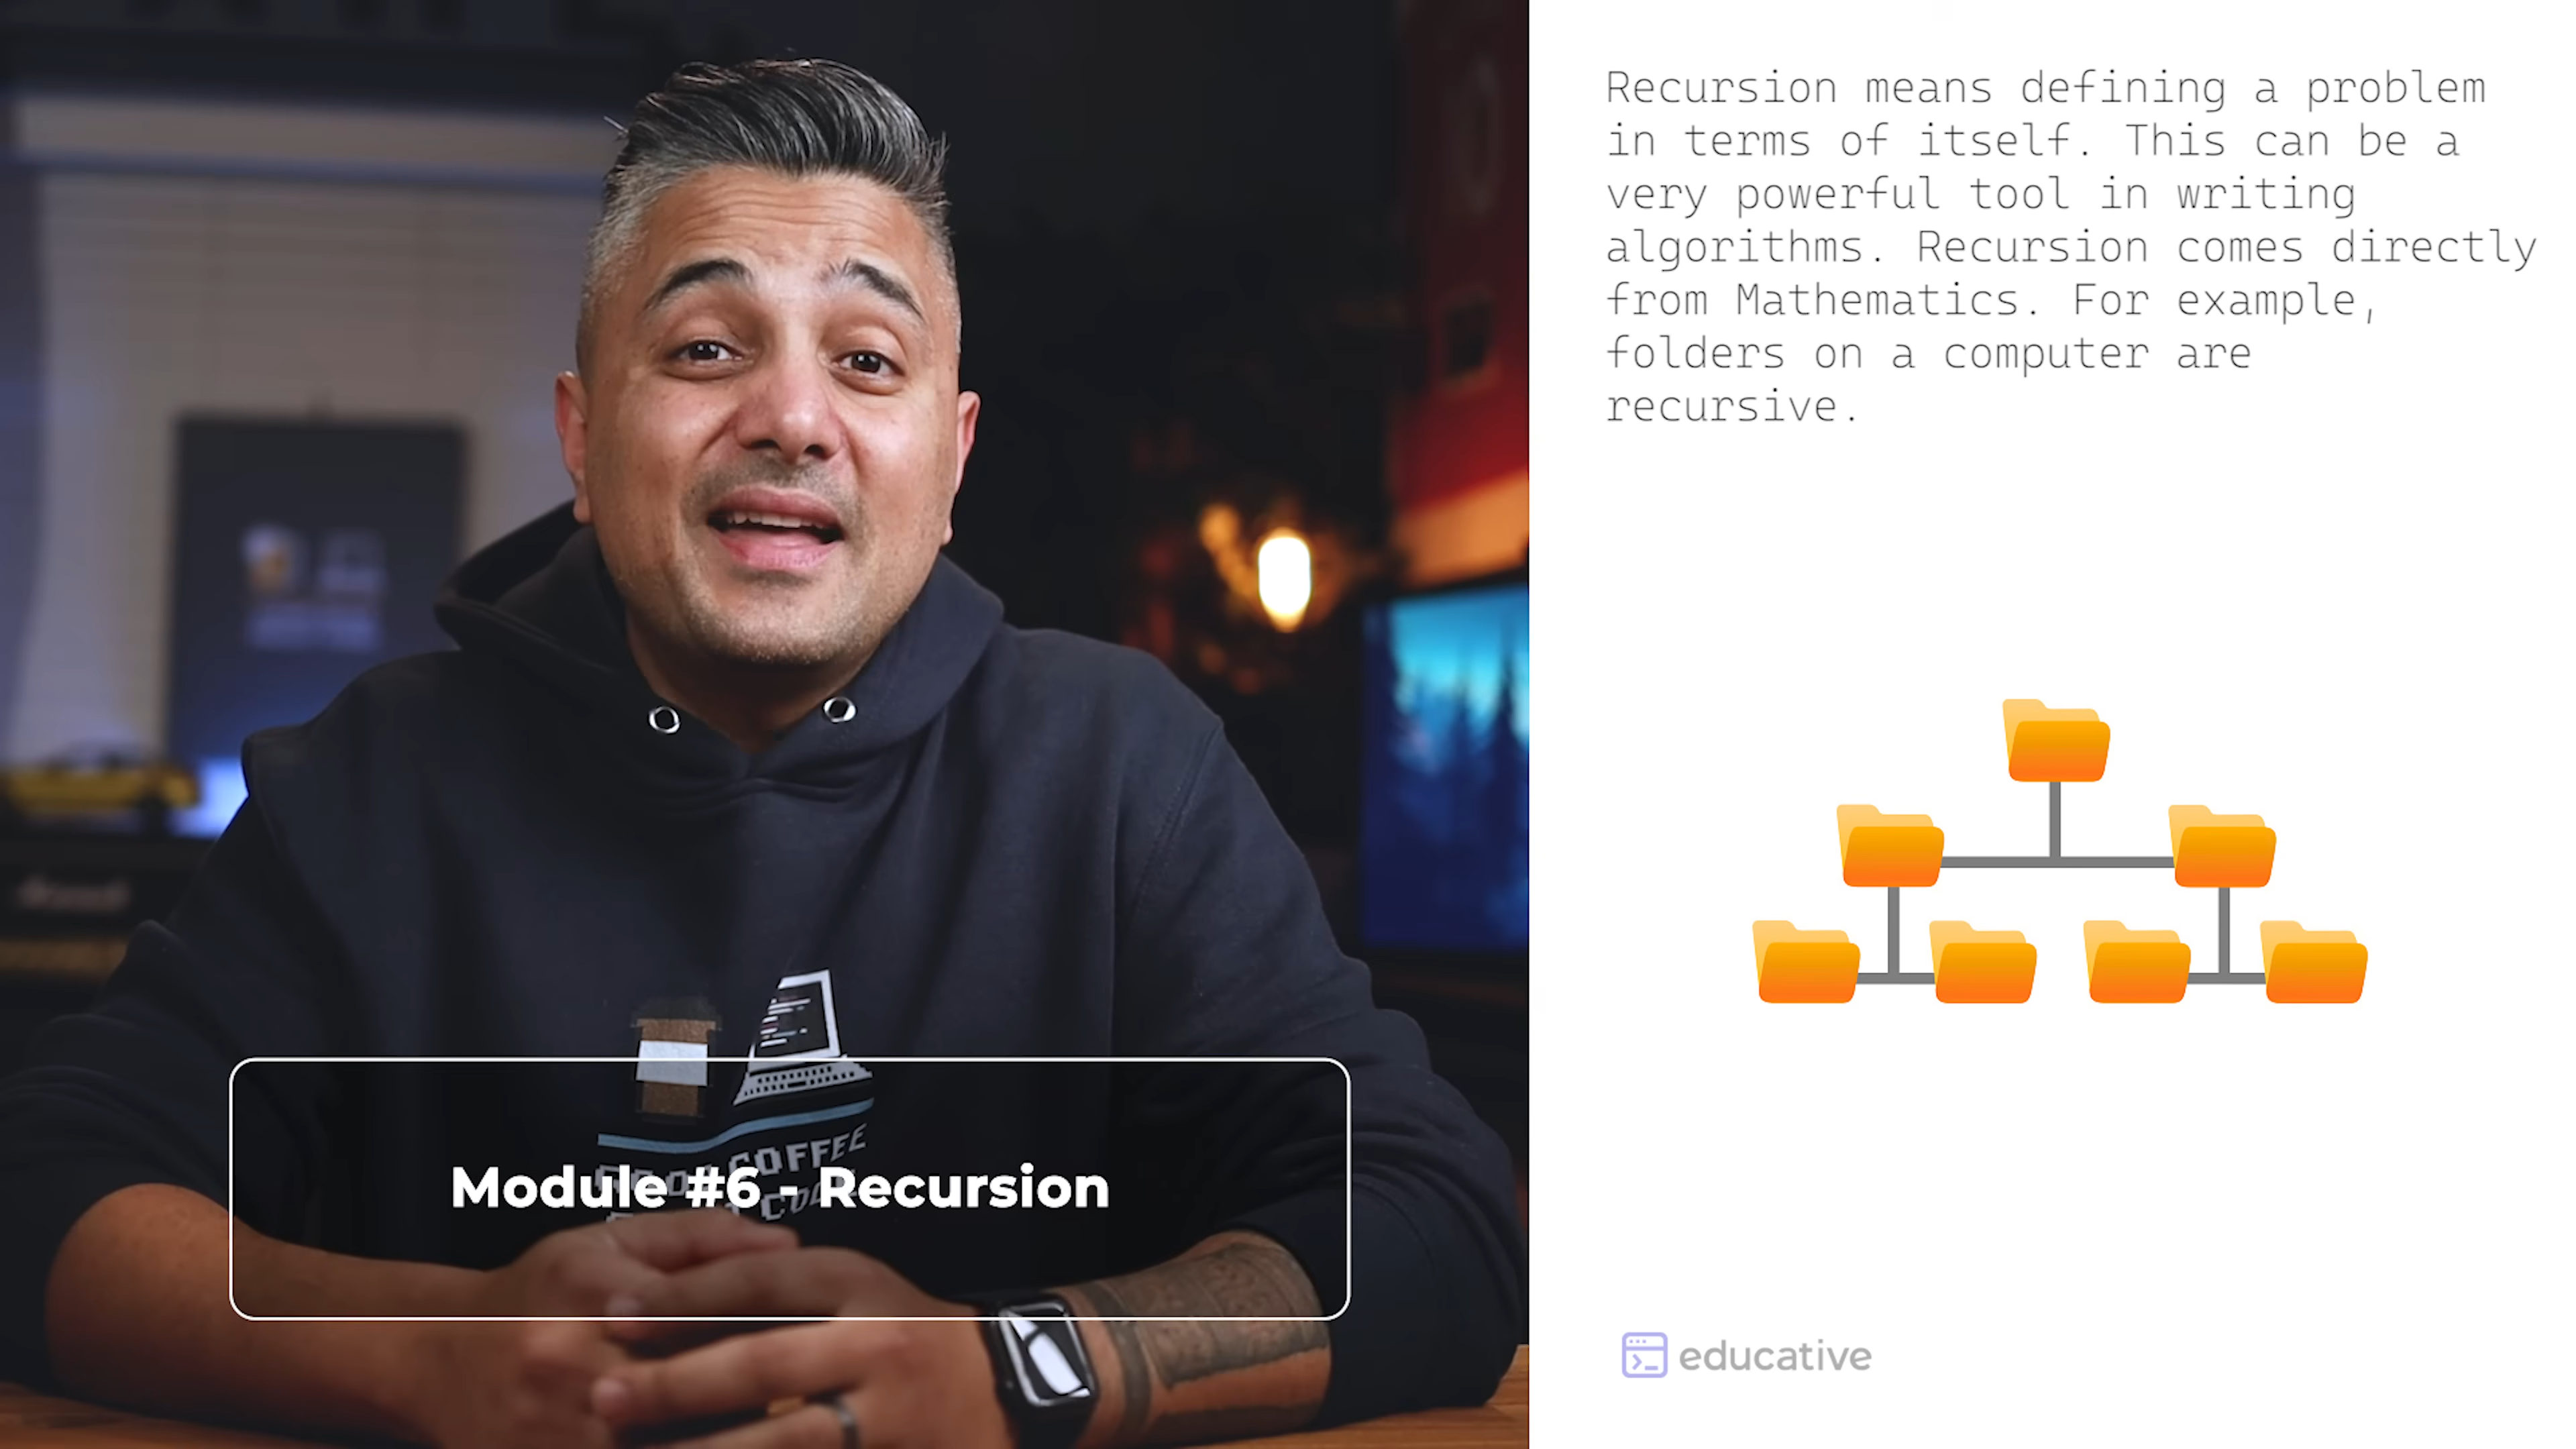 Recursion means defining a problem
in terms of itself. This can be a
very powerful tool in writing
algorithms. Recursion comes directly
from Mathematics. For example,
folders on a computer are
recursive.
COFFEE
Module #6 - Recursion
educative